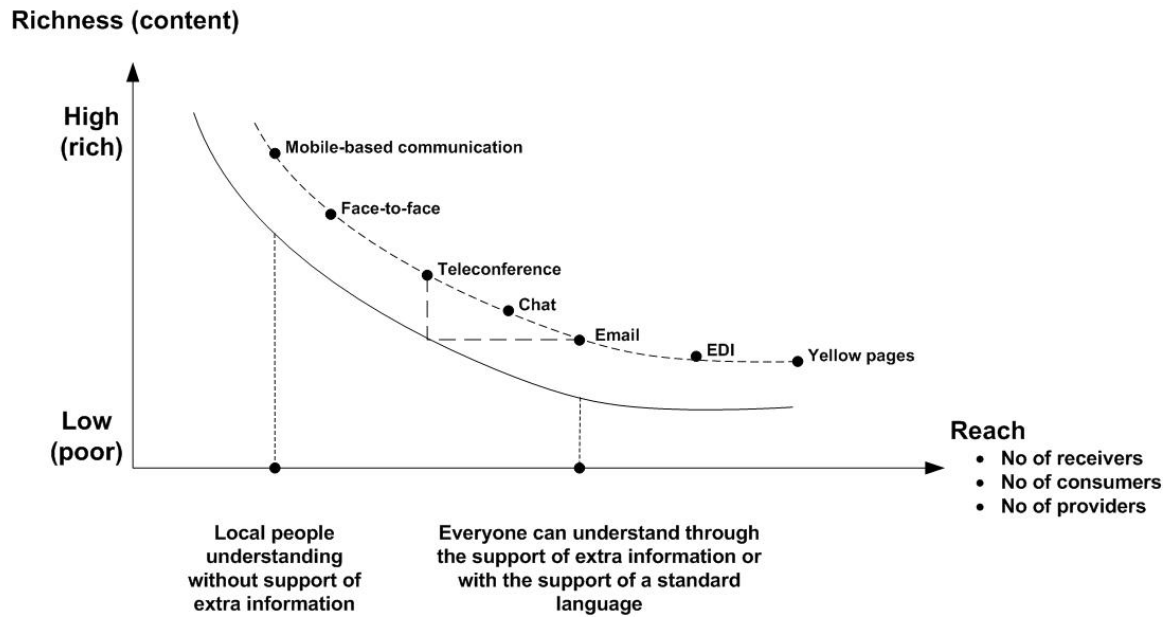 Richness (content)
High
(rich)
Mobile-based communication
Face-to-face
Teleconference
Chat
Email
EDI
Yellow pages
Low
(poor)
Reach
• No of receivers
• No of consumers
• No of providers
Local people
understanding
without support of
extra information
Everyone can understand through
the support of extra information or
with the support of a standard
language